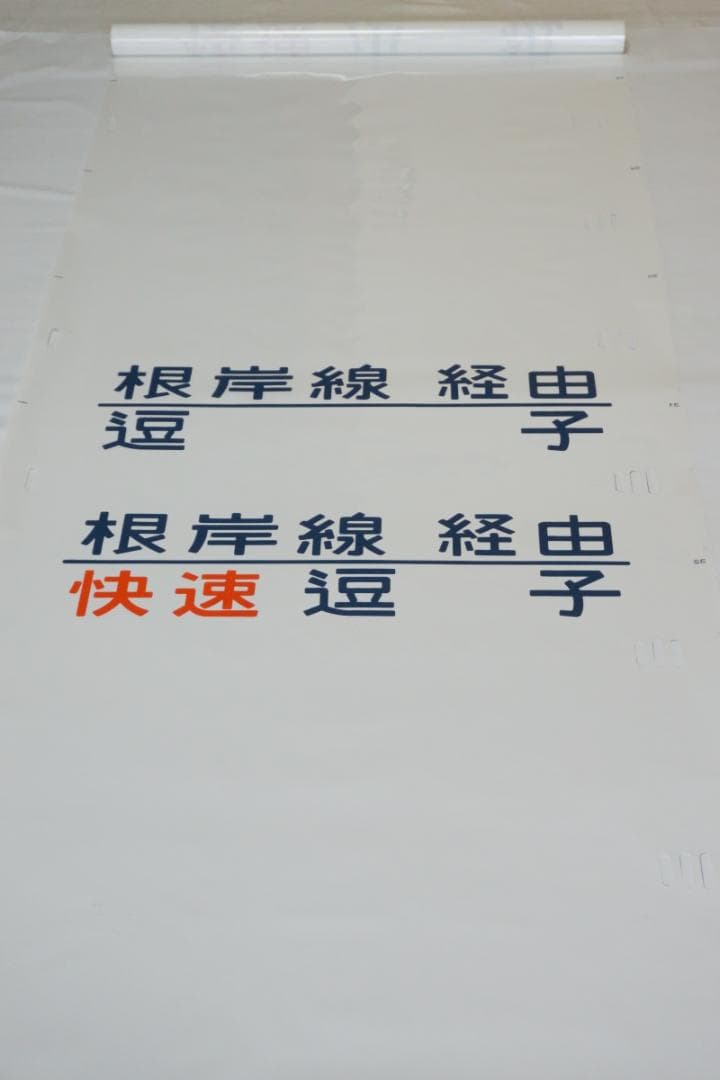 根岸線 経由
逗子
根岸線 経由
快速 逗子